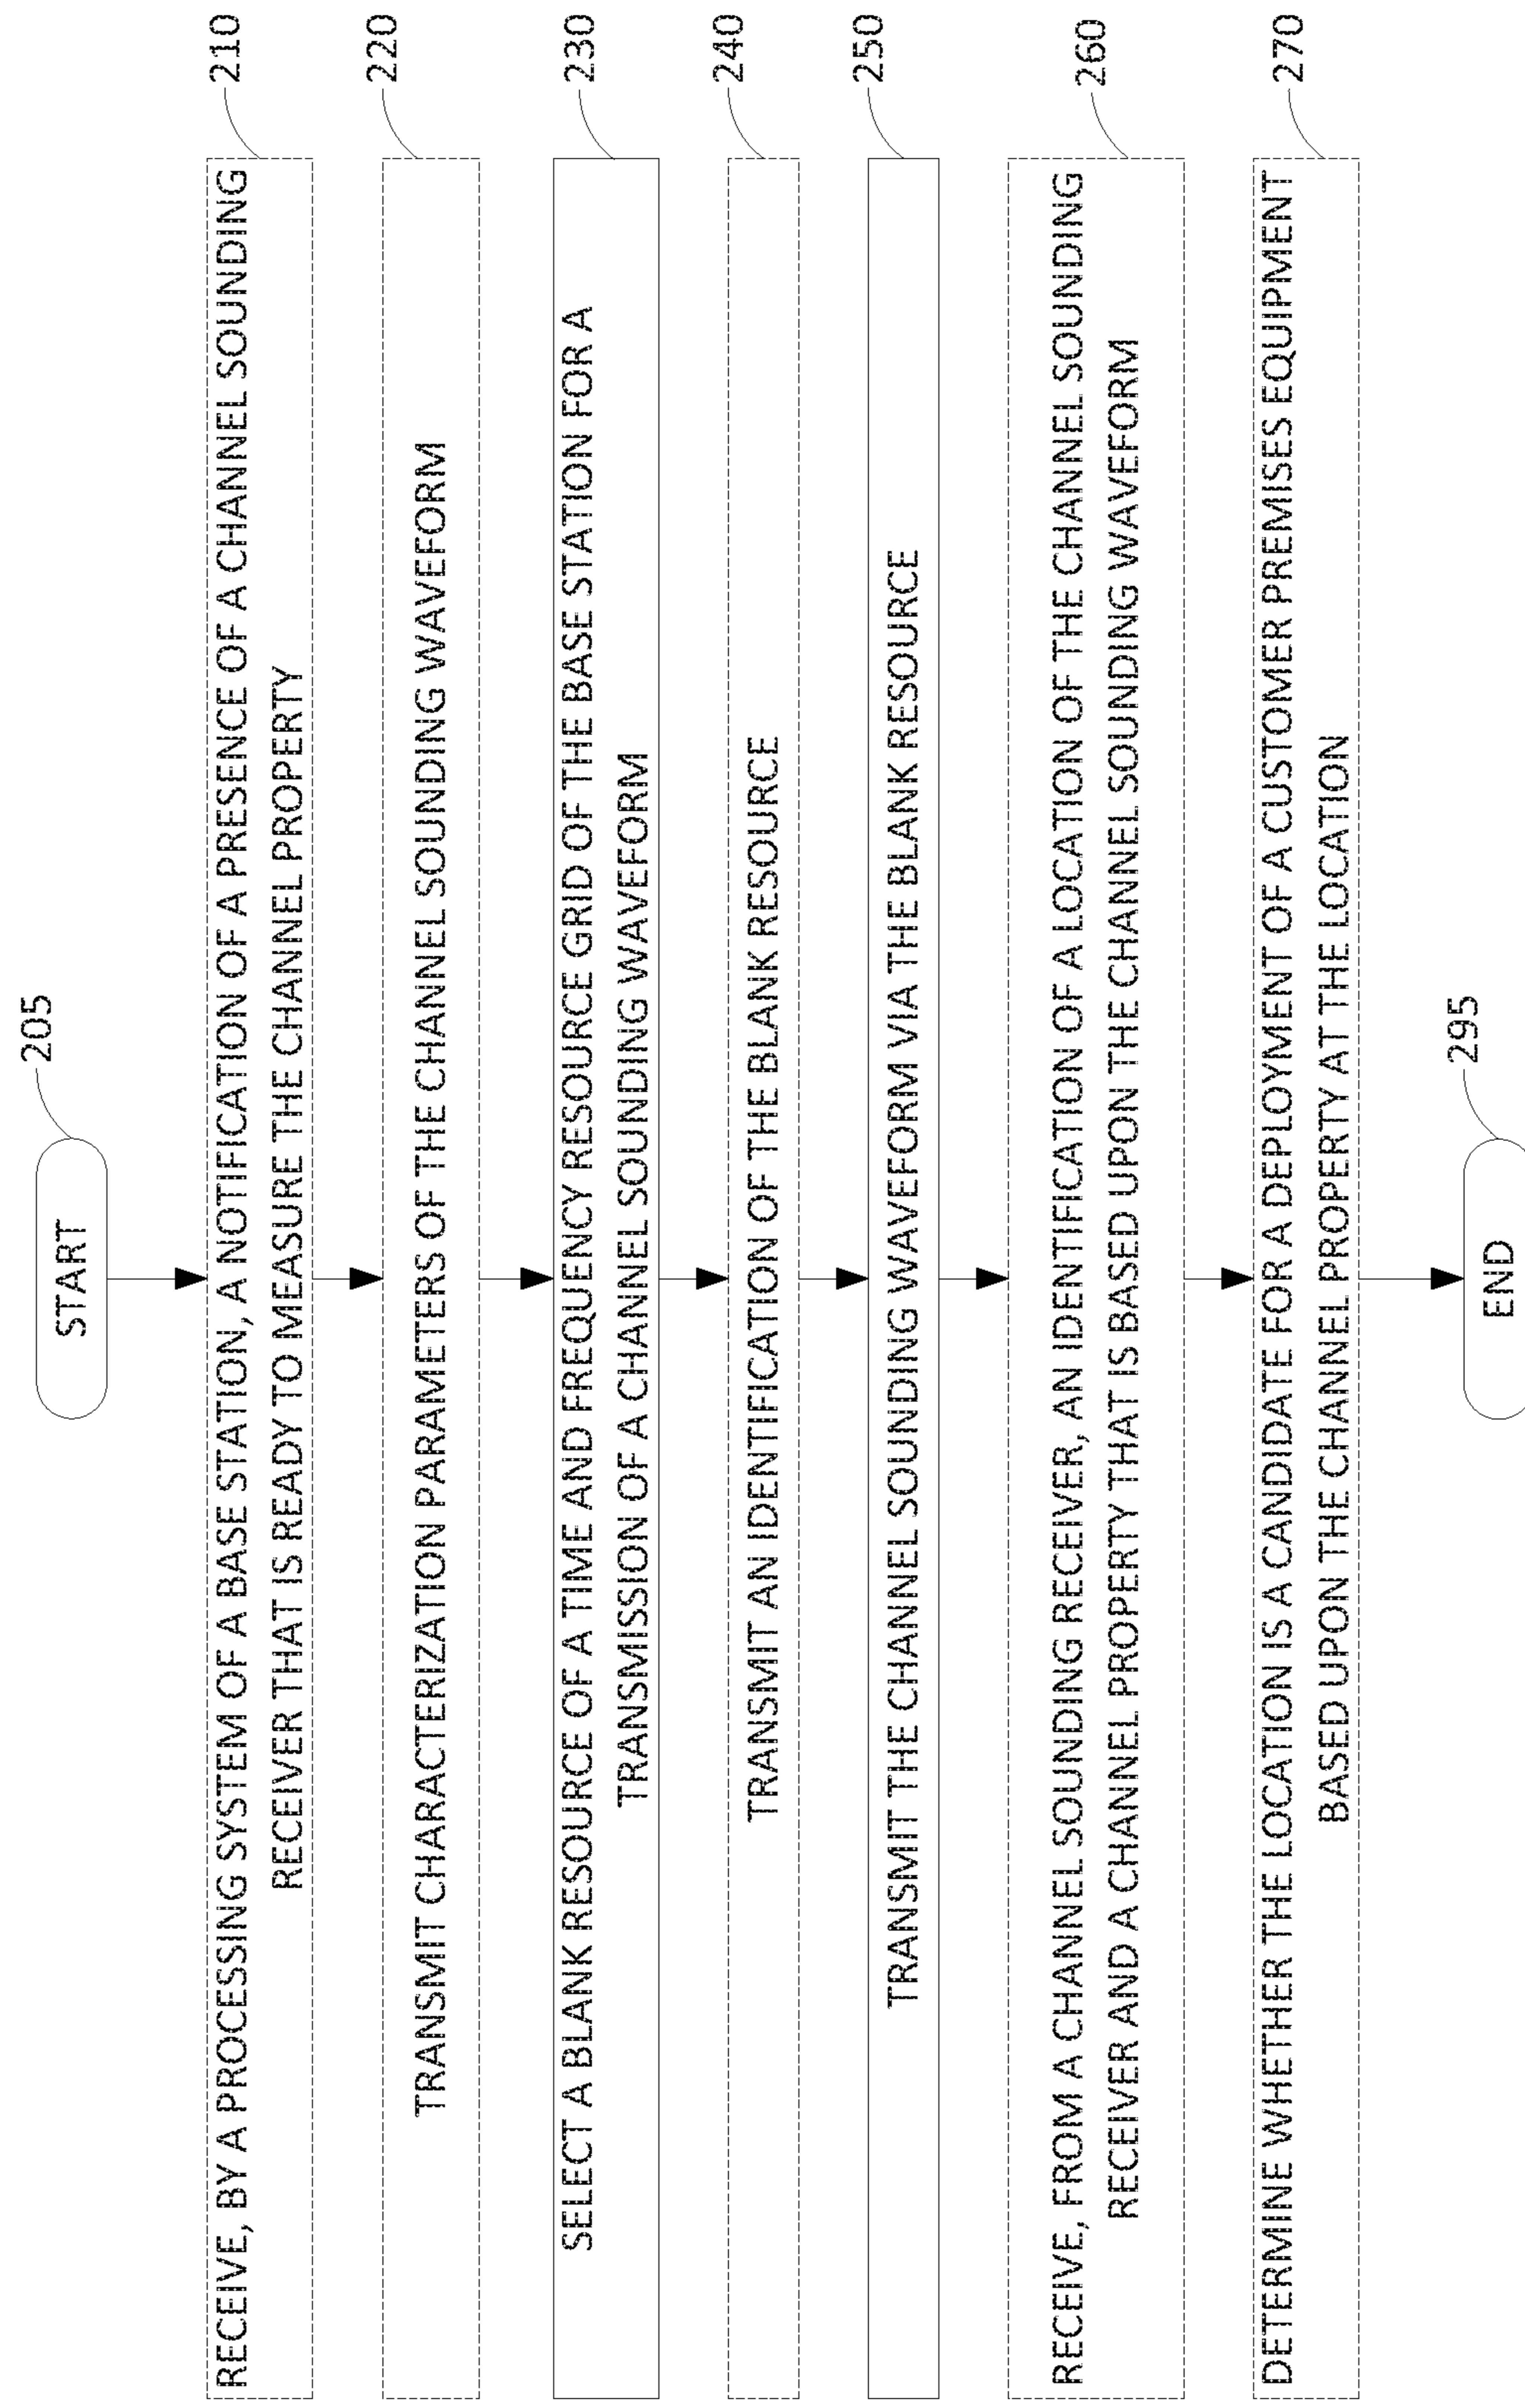 205
START
210
RECEIVE, BY A PROCESSING SYSTEM OF A BASE STATION, A NOTIFICATION OF A PRESENCE OF A CHANNEL SOUNDING
RECEIVER THAT IS READY TO MEASURE THE CHANNEL PROPERTY
220
TRANSMIT CHARACTERIZATION PARAMETERS OF THE CHANNEL SOUNDING WAVEFORM
230
SELECT A BLANK RESOURCE OF A TIME AND FREQUENCY RESOURCE GRID OF THE BASE STATION FOR A
TRANSMISSION OF A CHANNEL SOUNDING WAVEFORM
240
TRANSMIT AN IDENTIFICATION OF THE BLANK RESOURCE
250
TRANSMIT THE CHANNEL SOUNDING WAVEFORM VIA THE BLANK RESOURCE
260
RECEIVE, FROM A CHANNEL SOUNDING RECEIVER, AN IDENTIFICATION OF A LOCATION OF THE CHANNEL SOUNDING
RECEIVER AND A CHANNEL PROPERTY THAT IS BASED UPON THE CHANNEL SOUNDING WAVEFORM
270
DETERMINE WHETHER THE LOCATION IS A CANDIDATE FOR A DEPLOYMENT OF A CUSTOMER PREMISES EQUIPMENT
BASED UPON THE CHANNEL PROPERTY AT THE LOCATION
295
END